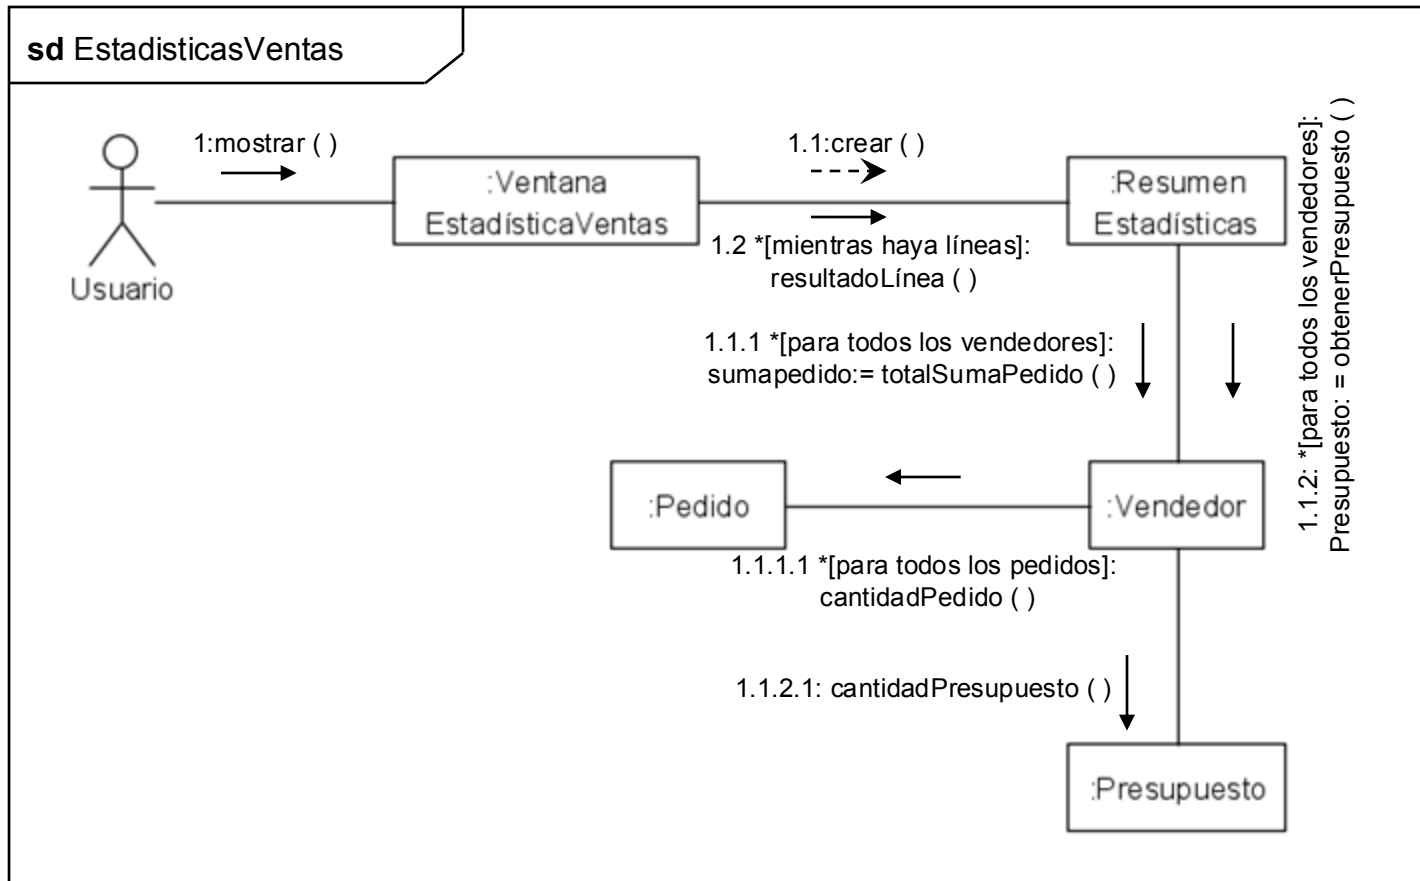 sd EstadisticasVentas
1:mostrar ( )
1.1:crear ( )
:Ventana
EstadísticaVentas
:Resumen
Estadísticas
Usuario
1.2 *[mientras haya líneas]:
resultadoLínea ( )
1.1.2: *[para todos los vendedores]:
Presupuesto: = obtenerPresupuesto ( )
1.1.1 *[para todos los vendedores]:
sumapedido:= totalSumaPedido ( )
:Pedido
:Vendedor
1.1.1.1 *[para todos los pedidos]:
cantidadPedido ( )
1.1.2.1: cantidadPresupuesto ( )
:Presupuesto